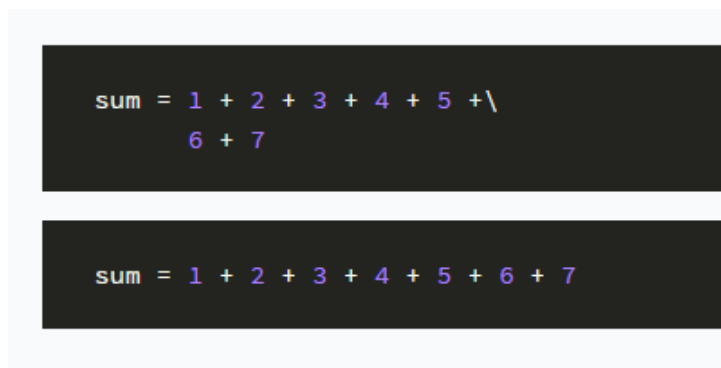 sum = 1 + 2 + 3 + 4 + 5 +\
6 + 7
sum = 1 + 2 + 3 + 4 + 5 + 6 + 7